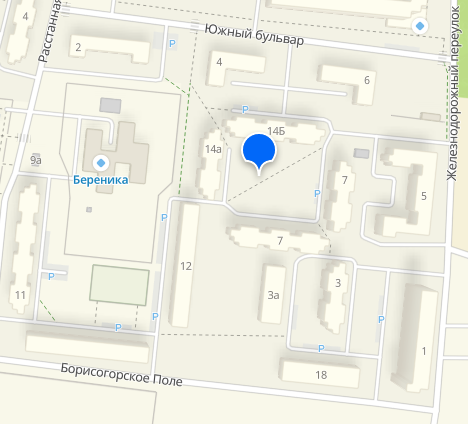 4
Расстанная
2
P
Южный бульвар
4
6
Железнодорожный переулок
P
14Б
14а
9а
Береника
7
P
5
P
7
12
11
P
3а
3
P
P
P
P
1
Борисогорское Поле
18